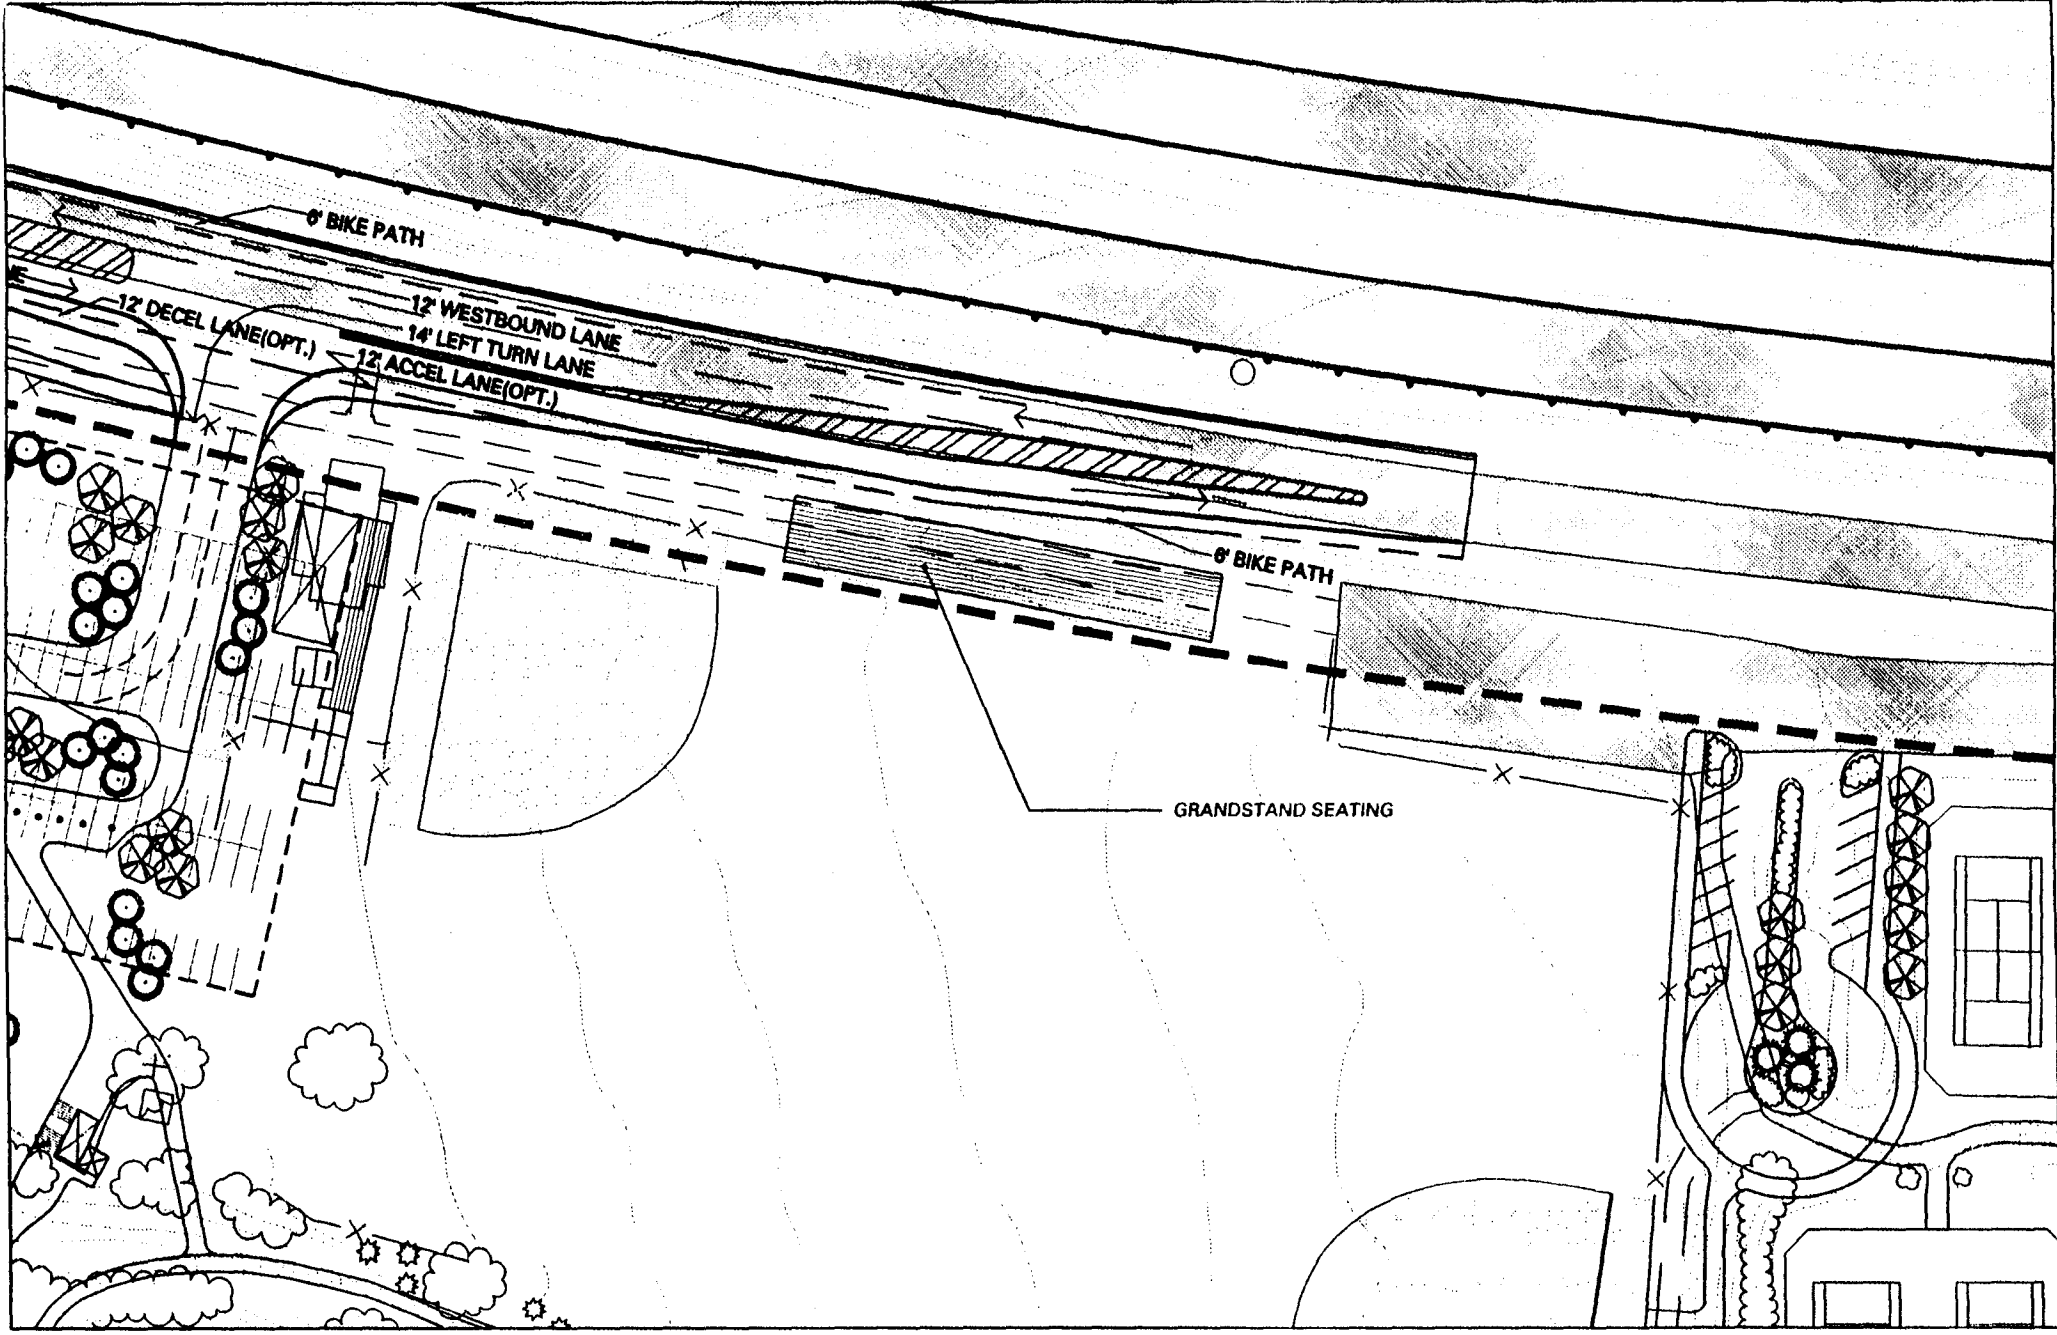 6' BIKE PATH
12' DECEL LANE(OPT.)
12' WESTBOUND LANE
14' LEFT TURN LANE
12' ACCEL LANE(OPT.)
6' BIKE PATH
GRANDSTAND SEATING